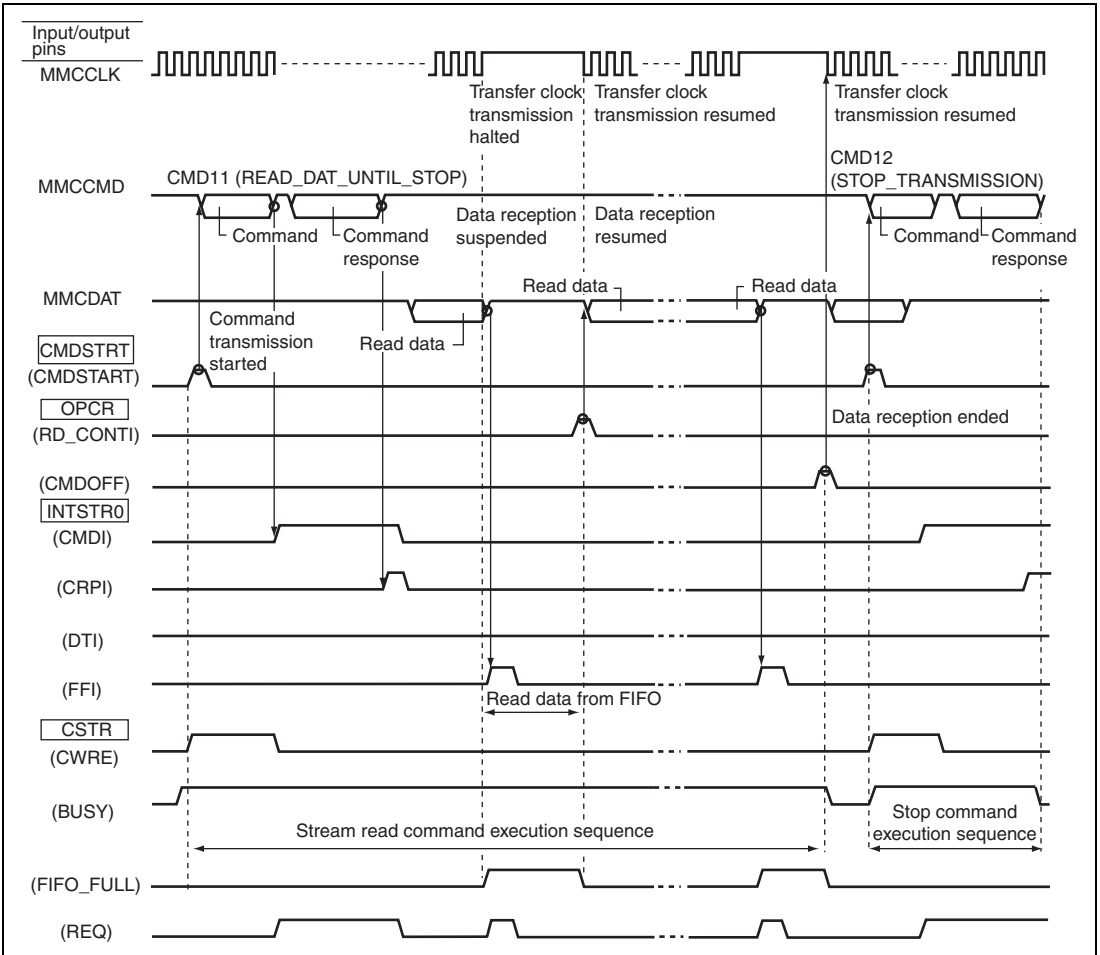 Input/output
pins
MMCCLK
Transfer clock
transmission
halted
Transfer clock
transmission resumed
Transfer clock
transmission resumed
MMCCMD
CMD11 (READ_DAT_UNTIL_STOP)
CMD12
(STOP_TRANSMISSION)
Command
Command
response
Data reception
suspended
Data reception
resumed
Command
Command
response
MMCDAT
Read data
Read data
Read data
Command
transmission
started
CMDSTRT
(CMDSTART)
OPCR
(RD_CONTI)
Data reception ended
(CMDOFF)
INTSTR0
(CMDI)
(CRPI)
(DTI)
(FFI)
Read data from FIFO
CSTR
(CWRE)
(BUSY)
Stream read command execution sequence
Stop command
execution sequence
(FIFO_FULL)
(REQ)